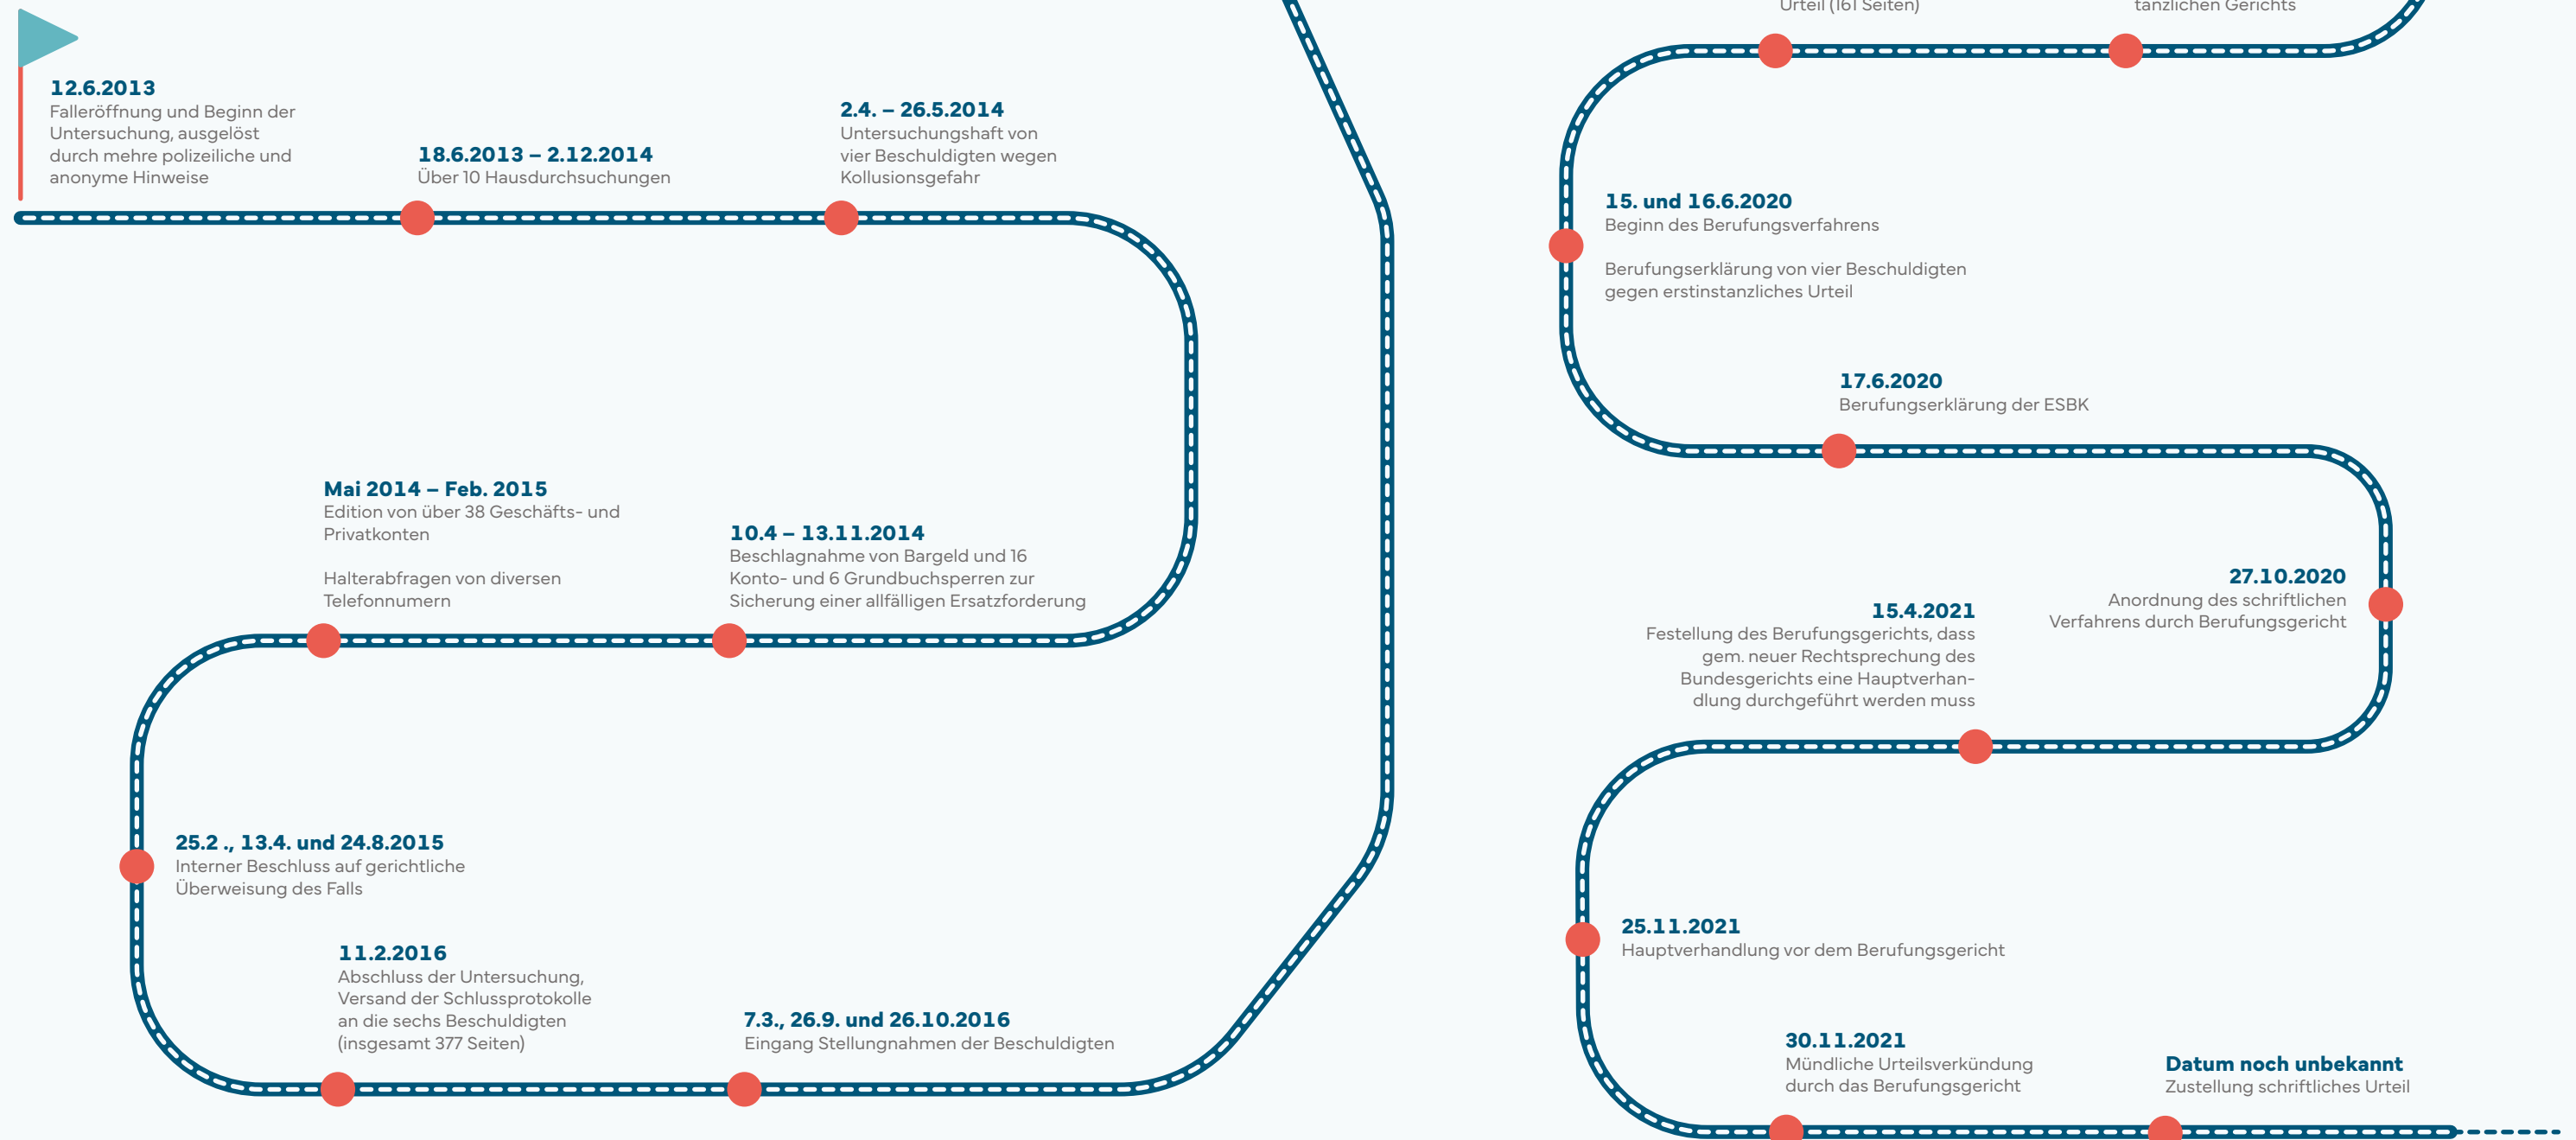 12.6.2013
Falleröffnung und Beginn der
Untersuchung, ausgelöst
durch mehre polizeiliche und
anonyme Hinweise
18.6.2013 – 2.12.2014
Über 10 Hausdurchsuchungen
2.4. – 26.5.2014
Untersuchungshaft von
vier Beschuldigten wegen
Kollusionsgefahr
10.4 – 13.11.2014
Beschlagnahme von Bargeld und 16
Konto- und 6 Grundbuchsperren zur
Sicherung einer allfälligen Ersatzforderung
Mai 2014 – Feb. 2015
Edition von über 38 Geschäfts- und
Privatkonten
Halterabfragen von diversen
Telefonnumern
25.2 ., 13.4. und 24.8.2015
Interner Beschluss auf gerichtliche
Überweisung des Falls
11.2.2016
Abschluss der Untersuchung,
Versand der Schlussprotokolle
an die sechs Beschuldigten
(insgesamt 377 Seiten)
7.3., 26.9. und 26.10.2016
Eingang Stellungnahmen der Beschuldigten
Urteil (161 Seiten)
tanzlichen Gerichts
15. und 16.6.2020
Beginn des Berufungsverfahrens
Berufungserklärung von vier Beschuldigten
gegen erstinstanzliches Urteil
17.6.2020
Berufungserklärung der ESBK
27.10.2020
Anordnung des schriftlichen
Verfahrens durch Berufungsgericht
15.4.2021
Festellung des Berufungsgerichts, dass
gem. neuer Rechtsprechung des
Bundesgerichts eine Hauptverhan-
dlung durchgeführt werden muss
25.11.2021
Hauptverhandlung vor dem Berufungsgericht
30.11.2021
Mündliche Urteilsverkündung
durch das Berufungsgericht
Datum noch unbekannt
Zustellung schriftliches Urteil